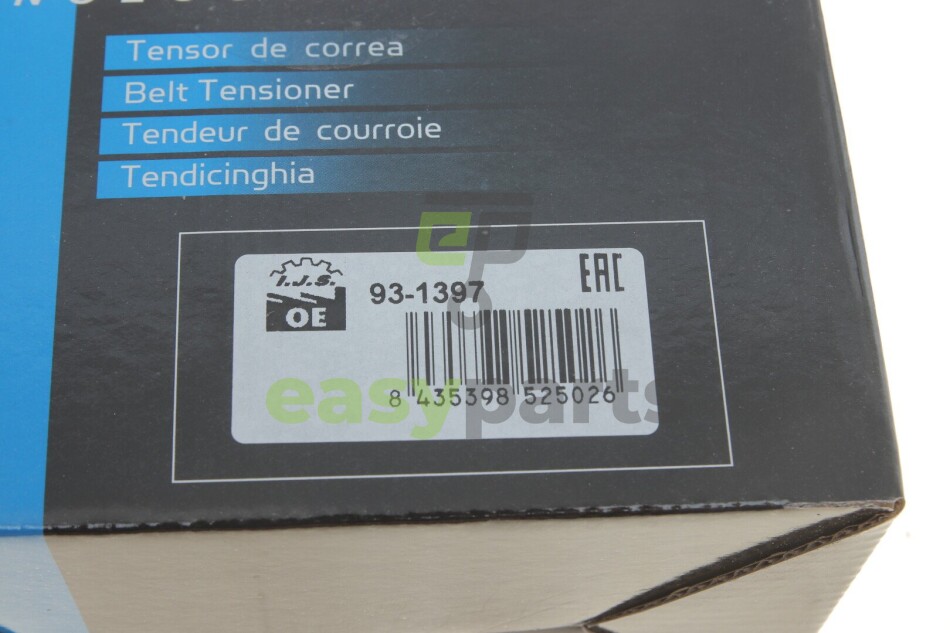 Tensor de correa
Belt Tensioner
Tendeur de courroie
Tendicinghia
I.J.S.
OE
93-1397
EAC
8 435398 525026
easyparts